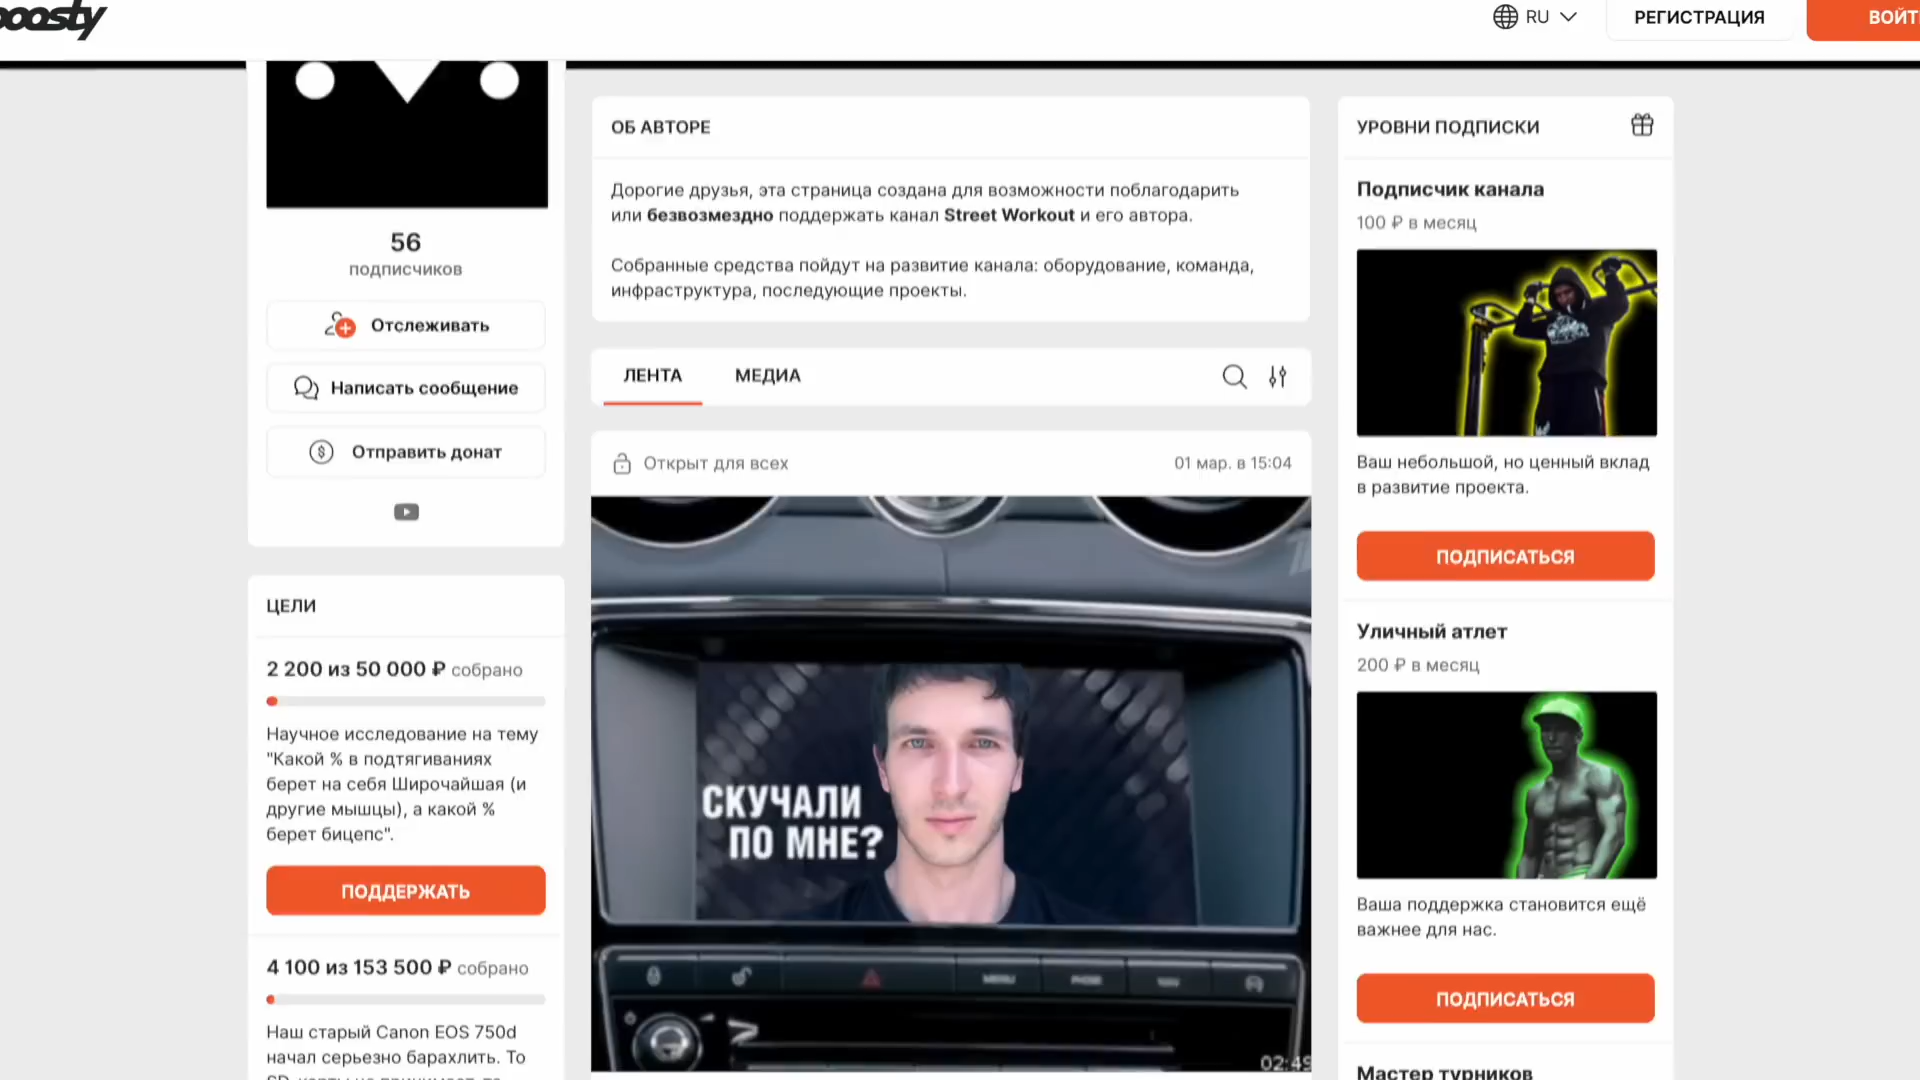 boosty
RU
РЕГИСТРАЦИЯ
56
подписчиков
Отслеживать
Написать сообщение
Отправить донат
ЦЕЛИ
2 200 из 50 000 ₽ собрано
Научное исследование на тему
"Какой % в подтягиваниях
берет на себя Широчайшая (и
другие мышцы), а какой %
берет бицепс".
ПОДДЕРЖАТЬ
4 100 из 153 500 ₽ собрано
Наш старый Canon EOS 750d
начал серьезно барахлить. То
ОБ АВТОРЕ
Дорогие друзья, эта страница создана для возможности поблагодарить
или безвозмездно поддержать канал Street Workout и его автора.
Собранные средства пойдут на развитие канала: оборудование, команда,
инфраструктура, последующие проекты.
ЛЕНТА
МЕДИА
Открыт для всех
01 мар. в 15:04
СКУЧАЛИ
ПО МНЕ?
02:49
УРОВНИ ПОДПИСКИ
Подписчик канала
100 ₽ в месяц
Ваш небольшой, но ценный вклад
в развитие проекта.
ПОДПИСАТЬСЯ
Уличный атлет
200 ₽ в месяц
Ваша поддержка становится ещё
важнее для нас.
ПОДПИСАТЬСЯ
Мастер турников